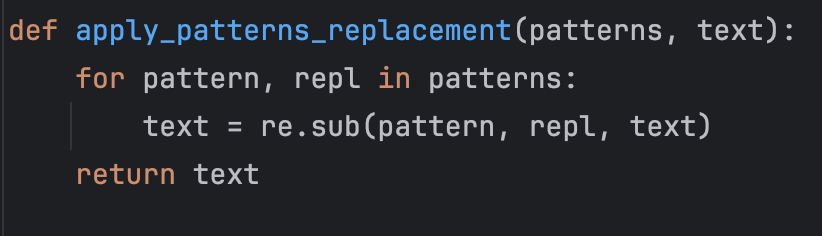 def apply_patterns_replacement(patterns, text):
    for pattern, repl in patterns:
        text = re.sub(pattern, repl, text)
    return text